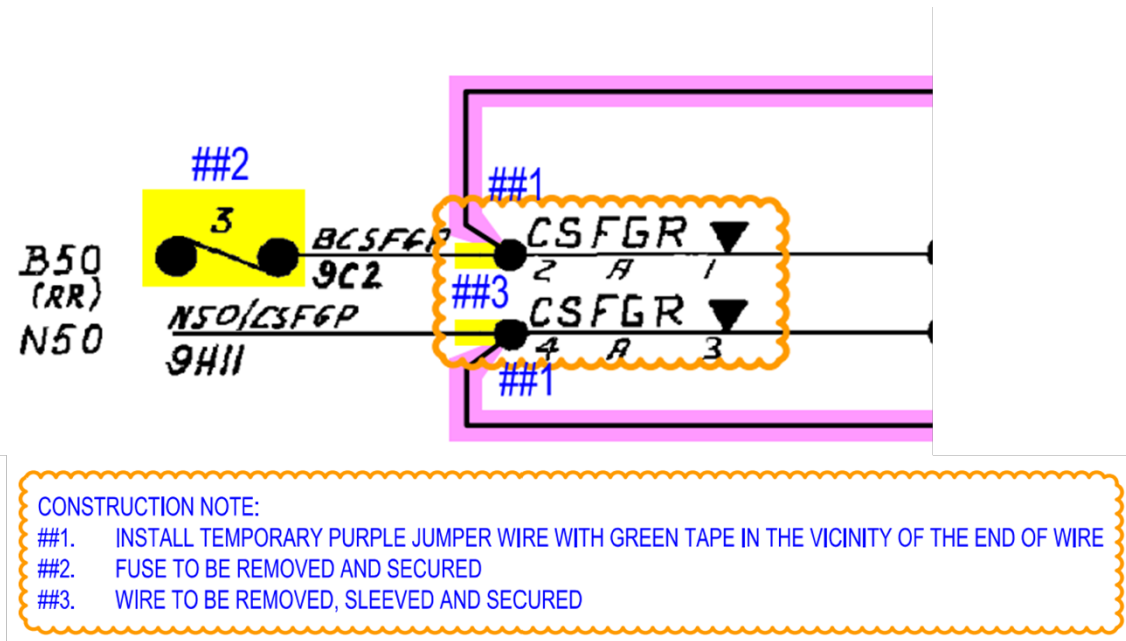 ##2
##1
3
BCSFGP
CSFGR
B50
9C2
2 A 1
(RR)
##3
N50/CSFGP
CSFGR
N50
9H11
4 A 3
##1
CONSTRUCTION NOTE:
##1. INSTALL TEMPORARY PURPLE JUMPER WIRE WITH GREEN TAPE IN THE VICINITY OF THE END OF WIRE
##2. FUSE TO BE REMOVED AND SECURED
##3. WIRE TO BE REMOVED, SLEEVED AND SECURED